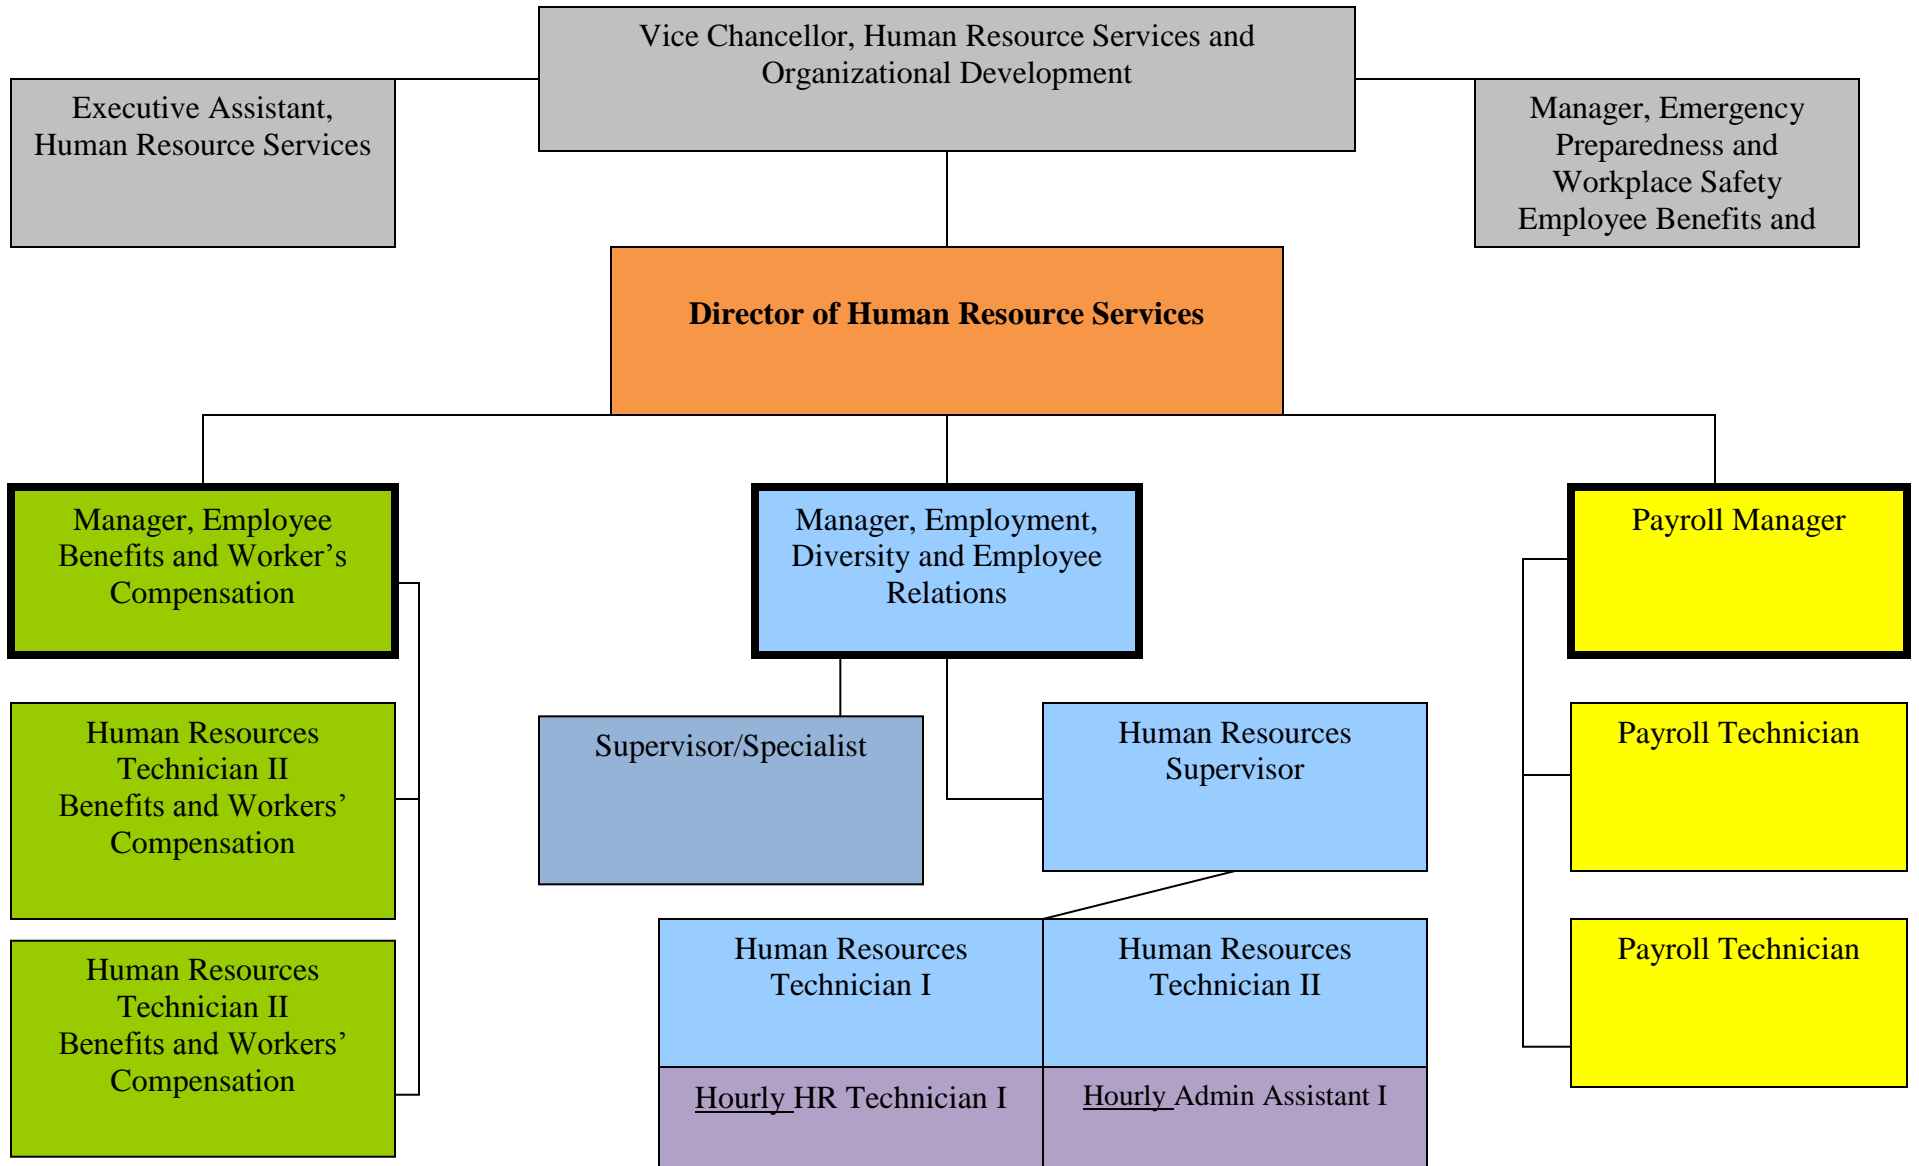 Vice Chancellor, Human Resource Services and
Organizational Development
Executive Assistant,
Human Resource Services
Manager, Emergency
Preparedness and
Workplace Safety
Employee Benefits and
Director of Human Resource Services
Manager, Employee
Benefits and Worker’s
Compensation
Manager, Employment,
Diversity and Employee
Relations
Payroll Manager
Human Resources
Technician II
Benefits and Workers’
Compensation
Supervisor/Specialist
Human Resources
Supervisor
Payroll Technician
Human Resources
Technician II
Benefits and Workers’
Compensation
Human Resources
Technician I
Human Resources
Technician II
Payroll Technician
Hourly HR Technician I
Hourly Admin Assistant I